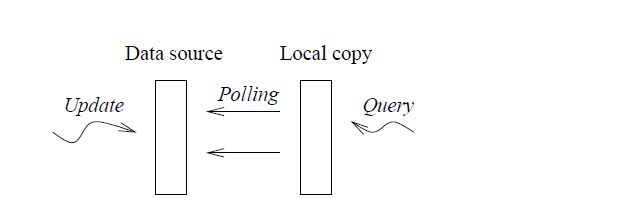 Data source
Local copy
Update
Polling
Query